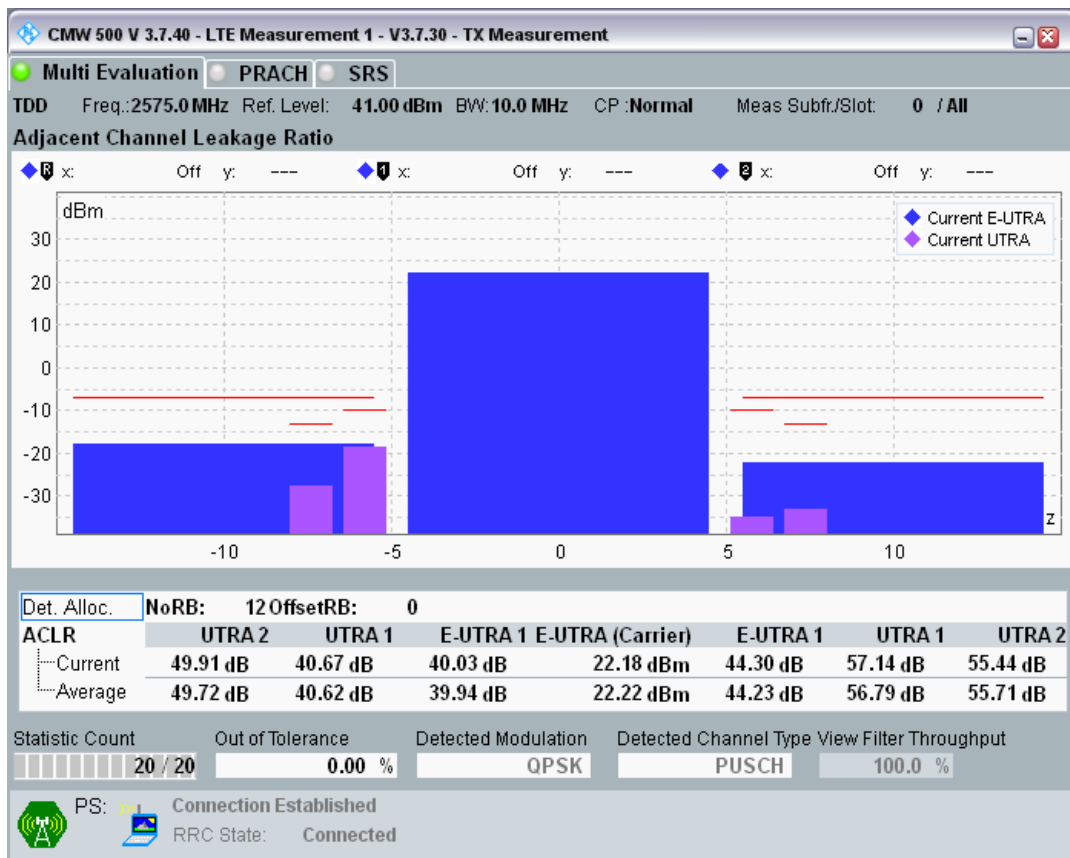 CMW 500 V 3.7.40 - LTE Measurement 1 - V3.7.30 - TX Measurement
Multi Evaluation PRACH SRS
TDD Freq.:2575.0 MHz Ref. Level: 41.00 dBm BW:10.0 MHz CP :Normal Meas Subfr./Slot: 0 / All
Adjacent Channel Leakage Ratio
R x: Off y: --- 1 x: Off y: --- 2 x: Off y: ---
dBm
Current E-UTRA
Current UTRA
30
20
10
0
-10
-20
-30
z
-10 -5 0 5 10
Det. Alloc. NoRB: 12 OffsetRB: 0
ACLR UTRA 2 UTRA 1 E-UTRA 1 E-UTRA (Carrier) E-UTRA 1 UTRA 1 UTRA 2
Current 49.91 dB 40.67 dB 40.03 dB 22.18 dBm 44.30 dB 57.14 dB 55.44 dB
Average 49.72 dB 40.62 dB 39.94 dB 22.22 dBm 44.23 dB 56.79 dB 55.71 dB
Statistic Count Out of Tolerance Detected Modulation Detected Channel Type View Filter Throughput
20 / 20 0.00 % QPSK PUSCH 100.0 %
PS: Connection Established
RRC State: Connected